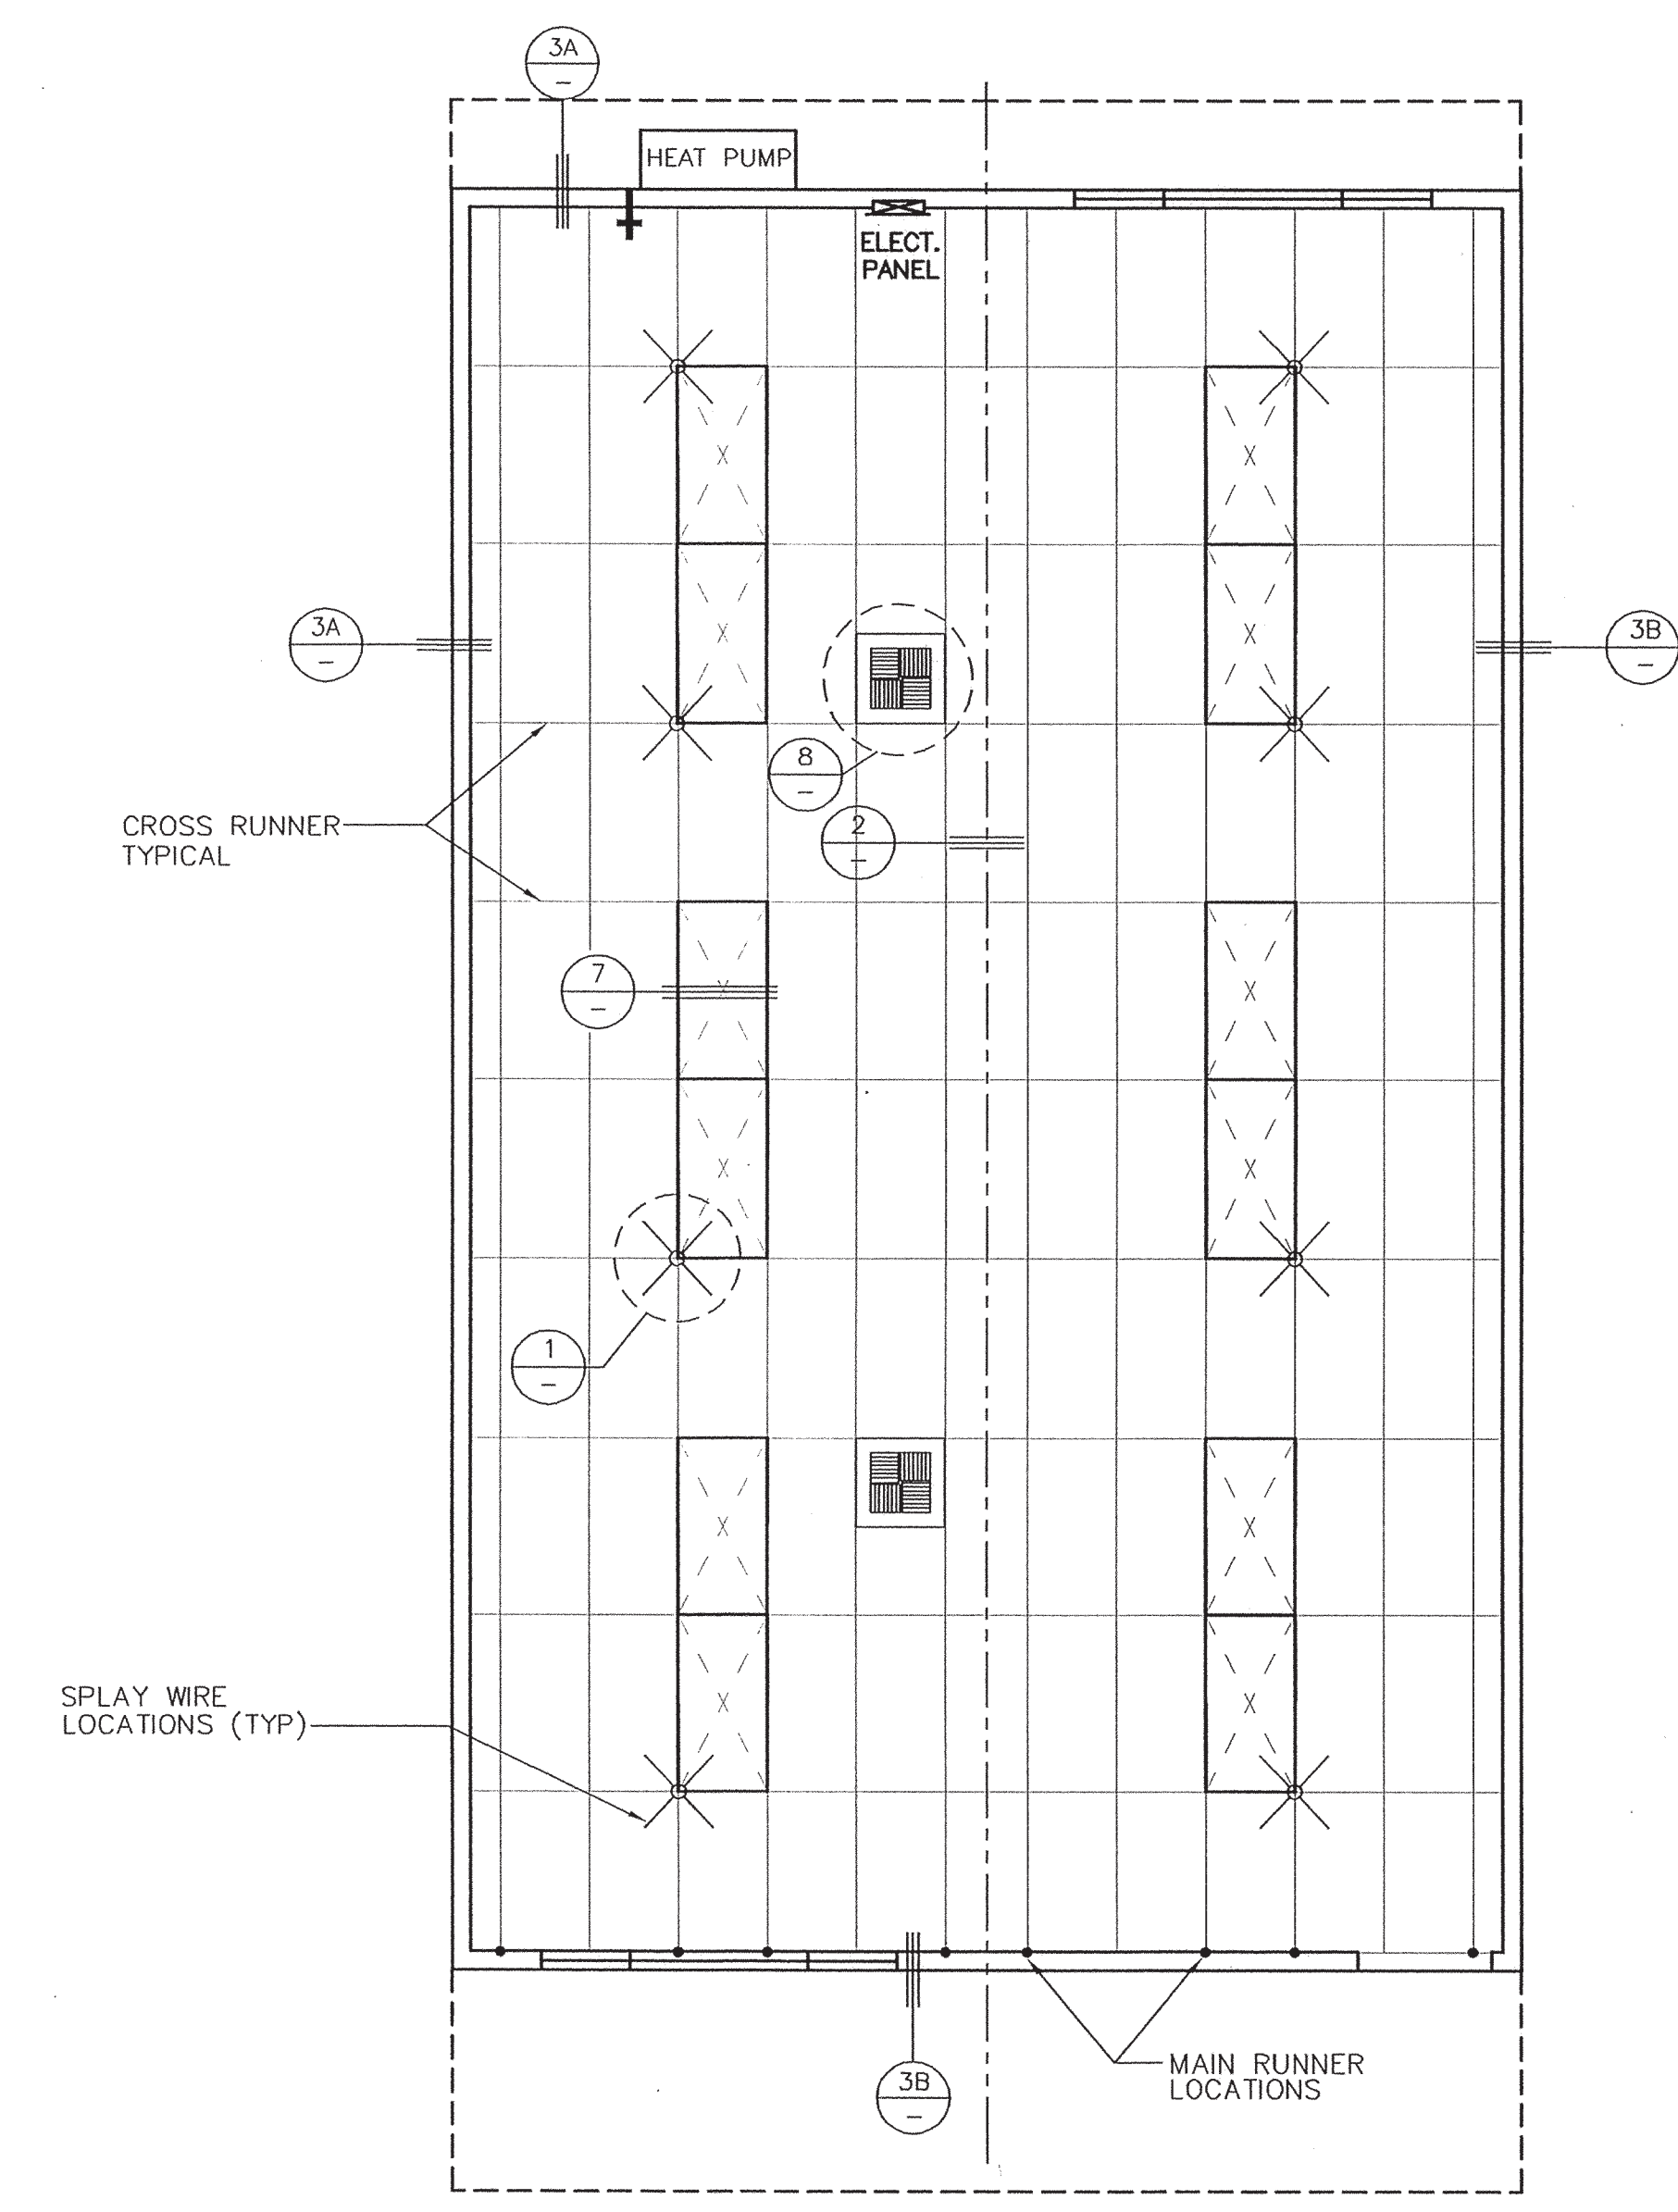 3A
–
HEAT PUMP
ELECT.
PANEL
3A
–
3B
–
8
–
2
–
CROSS RUNNER
TYPICAL
7
–
1
–
SPLAY WIRE
LOCATIONS (TYP)
MAIN RUNNER
LOCATIONS
3B
–